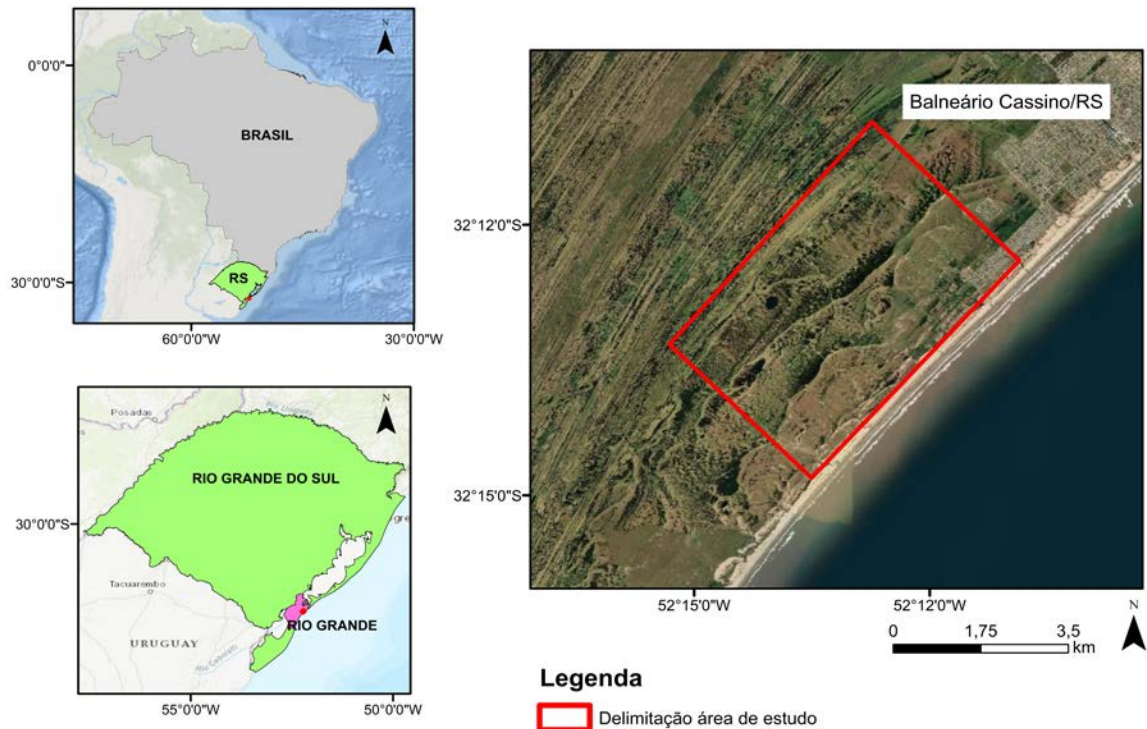 N
0°0'0"
BRASIL
RS
30°0'0"S
60°0'0"W
30°0'0"W
N
Posadas
RIO GRANDE DO SUL
30°0'0"S
Tacuarembo
RIO GRANDE
URUGUAY
55°0'0"W
50°0'0"W
Balneário Cassino/RS
32°12'0"S
32°15'0"S
52°15'0"W
52°12'0"W
N
0
1,75
3,5
km
Legenda
Delimitação área de estudo